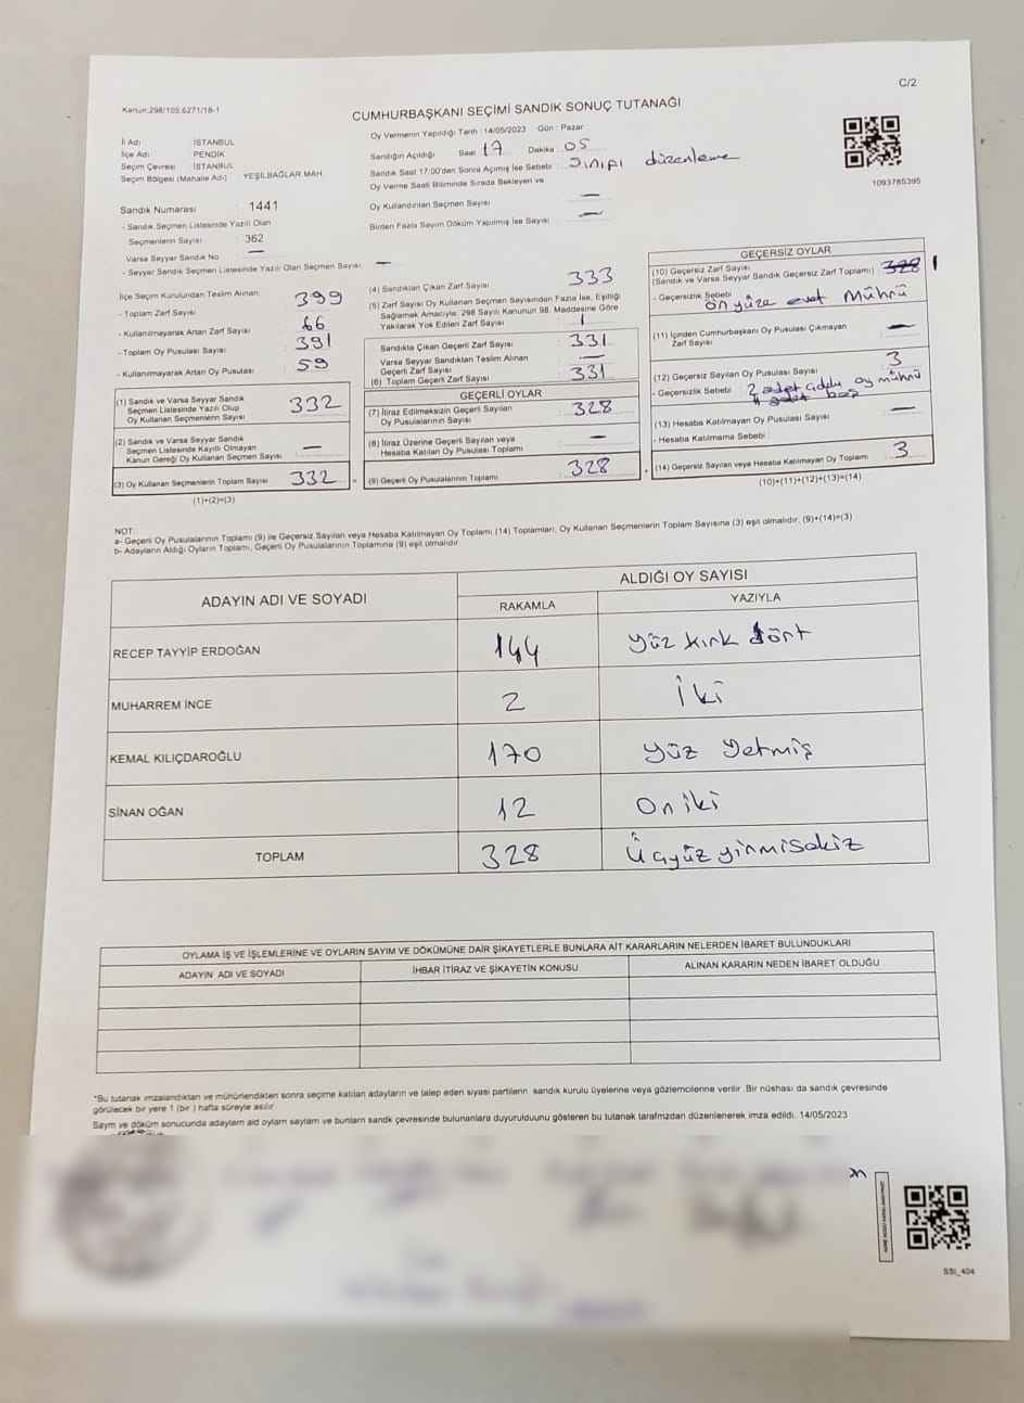 C/2
Kanun:298/105,6271/18-1
CUMHURBAŞKANI SEÇİMİ SANDIK SONUÇ TUTANAĞI
İl Adı İSTANBUL
İlçe Adı PENDİK
Seçim Çevresi İSTANBUL
Seçim Bölgesi (Mahalle Adı) YEŞİLBAĞLAR MAH.
Oy Vermenin Yapıldığı Tarih : 14/05/2023 Gün : Pazar
Sandığın Açıldığı Saat 17 Dakika 05
Sandık Saat 17:00'den Sonra Açılmış İse Sebebi Sınıfı düzenleme
Oy Verme Saati Bitiminde Sırada Bekleyen ve
Oy Kullandırılan Seçmen Sayısı —
Birden Fazla Sayım Döküm Yapılmış İse Sayısı —
1093785395
Sandık Numarası : 1441
- Sandık Seçmen Listesinde Yazılı Olan
Seçmenlerin Sayısı : 362
Varsa Seyyar Sandık No —
- Seyyar Sandık Seçmen Listesinde Yazılı Olan Seçmen Sayısı —
İlçe Seçim Kurulundan Teslim Alınan
- Toplam Zarf Sayısı 399
- Kullanılmayarak Artan Zarf Sayısı 66
- Toplam Oy Pusulası Sayısı 391
- Kullanılmayarak Artan Oy Pusulası 59
(1) Sandık ve Varsa Seyyar Sandık
Seçmen Listesinde Yazılı Olup
Oy Kullanan Seçmenlerin Sayısı 332
(2) Sandık ve Varsa Seyyar Sandık
Seçmen Listesinde Kayıtlı Olmayan
Kanun Gereği Oy Kullanan Seçmen Sayısı —
(3) Oy Kullanan Seçmenlerin Toplam Sayısı 332
(1)+(2)=(3)
(4) Sandıktan Çıkan Zarf Sayısı 333
(5) Zarf Sayısı Oy Kullanan Seçmen Sayısından Fazla İse, Eşitliği
Sağlamak Amacıyla; 298 Sayılı Kanunun 98. Maddesine Göre
Yakılarak Yok Edilen Zarf Sayısı 1
Sandıkta Çıkan Geçerli Zarf Sayısı 331
Varsa Seyyar Sandıktan Teslim Alınan
Geçerli Zarf Sayısı —
(6) Toplam Geçerli Zarf Sayısı 331
GEÇERLİ OYLAR
(7) İtiraz Edilmeksizin Geçerli Sayılan
Oy Pusulalarının Sayısı 328
(8) İtiraz Üzerine Geçerli Sayılan veya
Hesaba Katılan Oy Pusulası Toplamı —
(9) Geçerli Oy Pusulalarının Toplamı 328
GEÇERSİZ OYLAR
(10) Geçersiz Zarf Sayısı
(Sandık ve Varsa Seyyar Sandık Geçersiz Zarf Toplamı) 328 1
- Geçersizlik Sebebi
ön yüze evet mührü
(11) İçinden Cumhurbaşkanı Oy Pusulası Çıkmayan
Zarf Sayısı —
(12) Geçersiz Sayılan Oy Pusulası Sayısı 3
- Geçersizlik Sebebi 2 adet oy mührü
adet boş
(13) Hesaba Katılmayan Oy Pusulası Sayısı —
- Hesaba Katılmama Sebebi
(14) Geçersiz Sayılan veya Hesaba Katılmayan Oy Toplamı 3
(10)+(11)+(12)+(13)=(14)
NOT:
a- Geçerli Oy Pusulalarının Toplamı (9) ile Geçersiz Sayılan veya Hesaba Katılmayan Oy Toplamı (14) Toplamları, Oy Kullanan Seçmenlerin Toplam Sayısına (3) eşit olmalıdır. (9)+(14)=(3)
b- Adayların Aldığı Oyların Toplamı, Geçerli Oy Pusulalarının Toplamına (9) eşit olmalıdır.
ADAYIN ADI VE SOYADI
ALDIĞI OY SAYISI
RAKAMLA YAZIYLA
RECEP TAYYİP ERDOĞAN 144 yüz kırk dört
MUHARREM İNCE 2 iki
KEMAL KILIÇDAROĞLU 170 yüz yetmiş
SİNAN OĞAN 12 on iki
TOPLAM 328 Üçyüz yirmisekiz
OYLAMA İŞ VE İŞLEMLERİNE VE OYLARIN SAYIM VE DÖKÜMÜNE DAİR ŞİKAYETLERLE BUNLARA AİT KARARLARIN NELERDEN İBARET BULUNDUKLARI
ADAYIN ADI VE SOYADI İHBAR İTİRAZ VE ŞİKAYETİN KONUSU ALINAN KARARIN NEDEN İBARET OLDUĞU
*Bu tutanak imzalandıktan ve mühürlendikten sonra seçime katılan adayların ve talep eden siyasi partilerin sandık kurulu üyelerine veya gözlemcilerine verilir. Bir nüshası da sandık çevresinde
görülecek bir yere 1 (bir) hafta süreyle asılır.
Sayım ve döküm sonucunda adayların aid oyların sayıları ve bunların sandık çevresinde bulunanlara duyurulduunu gösteren bu tutanak tarafımızdan düzenlenerek imza edildi. 14/05/2023
SSI_404